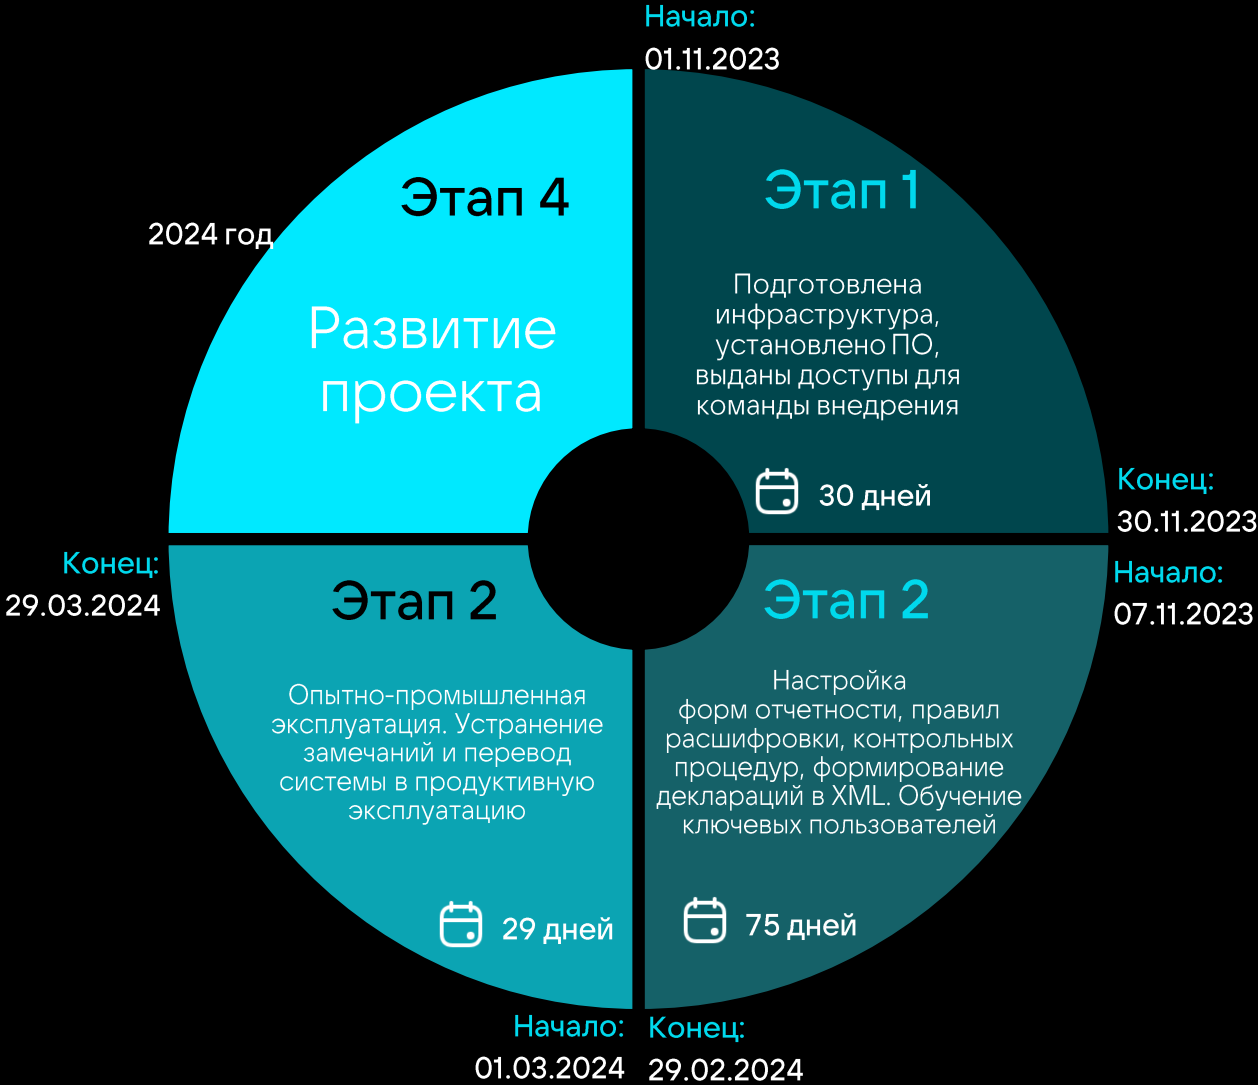 Начало:
01.11.2023
Этап 1
Подготовлена
инфраструктура,
установлено ПО,
выданы доступы для
команды внедрения
30 дней
Конец:
30.11.2023
Начало:
07.11.2023
Этап 2
Настройка
форм отчетности, правил
расшифровки, контрольных
процедур, формирование
деклараций в XML. Обучение
ключевых пользователей
75 дней
Конец:
29.02.2024
Начало:
01.03.2024
Этап 2
Опытно-промышленная
эксплуатация. Устранение
замечаний и перевод
системы в продуктивную
эксплуатацию
29 дней
Конец:
29.03.2024
2024 год
Этап 4
Развитие
проекта